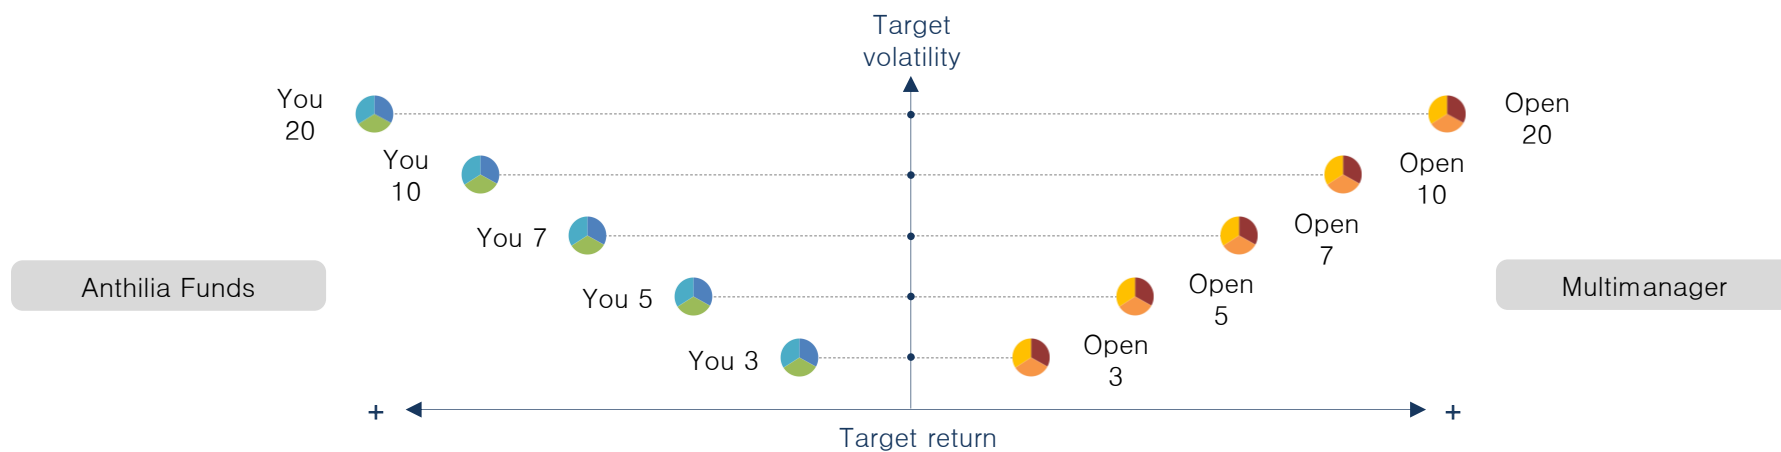 Target
volatility
You
20
Open
20
You
10
Open
10
You 7
Open
7
Anthilia Funds
Multimanager
You 5
Open
5
You 3
Open
3
+
+
Target return